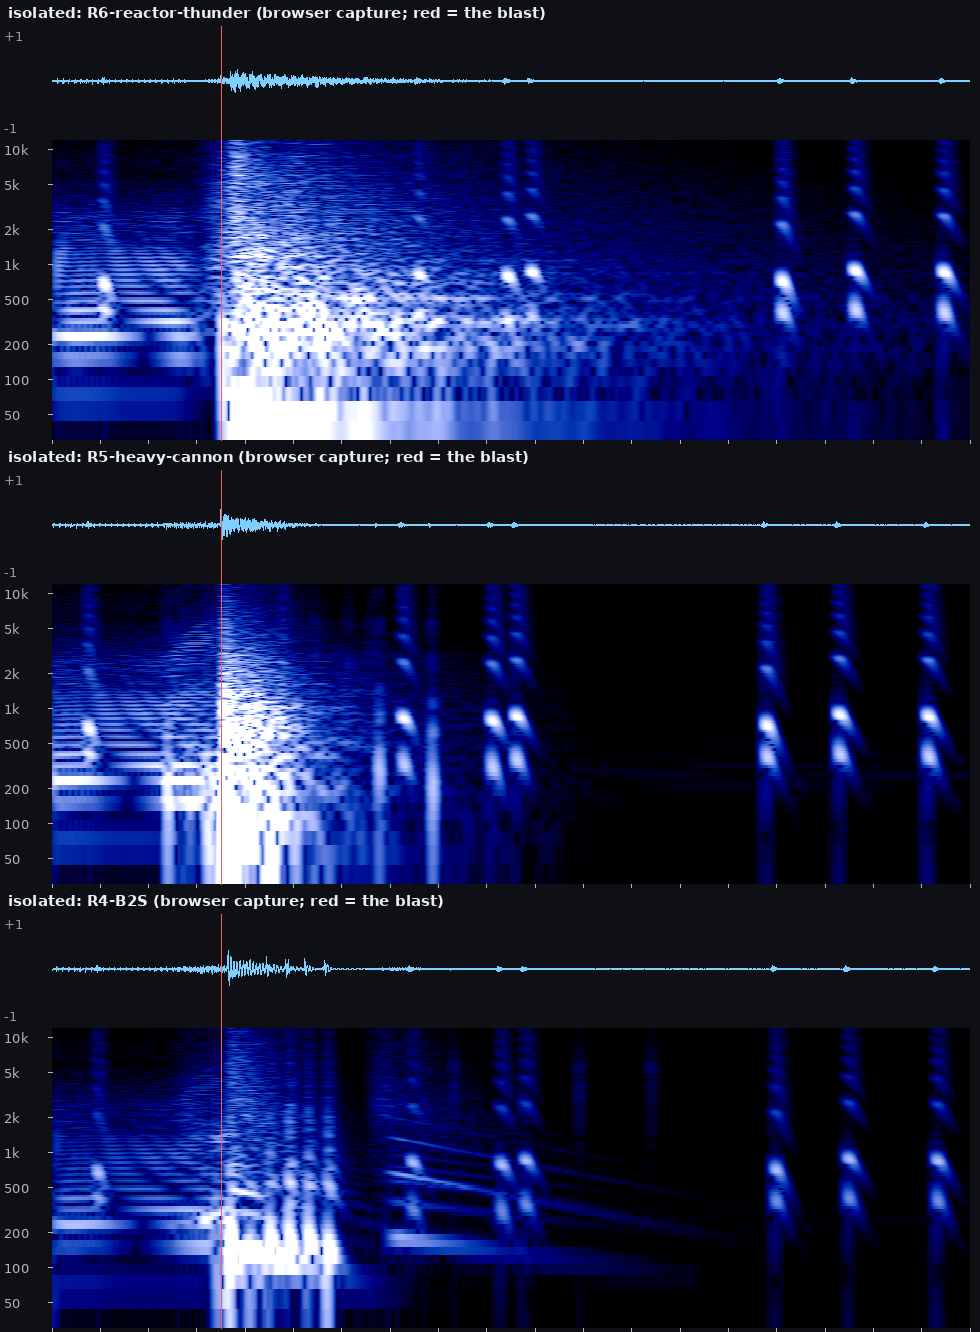 isolated: R6-reactor-thunder (browser capture; red = the blast)
+1
-1
10k
5k
2k
1k
500
200
100
50
isolated: R5-heavy-cannon (browser capture; red = the blast)
+1
-1
10k
5k
2k
1k
500
200
100
50
isolated: R4-B2S (browser capture; red = the blast)
+1
-1
10k
5k
2k
1k
500
200
100
50